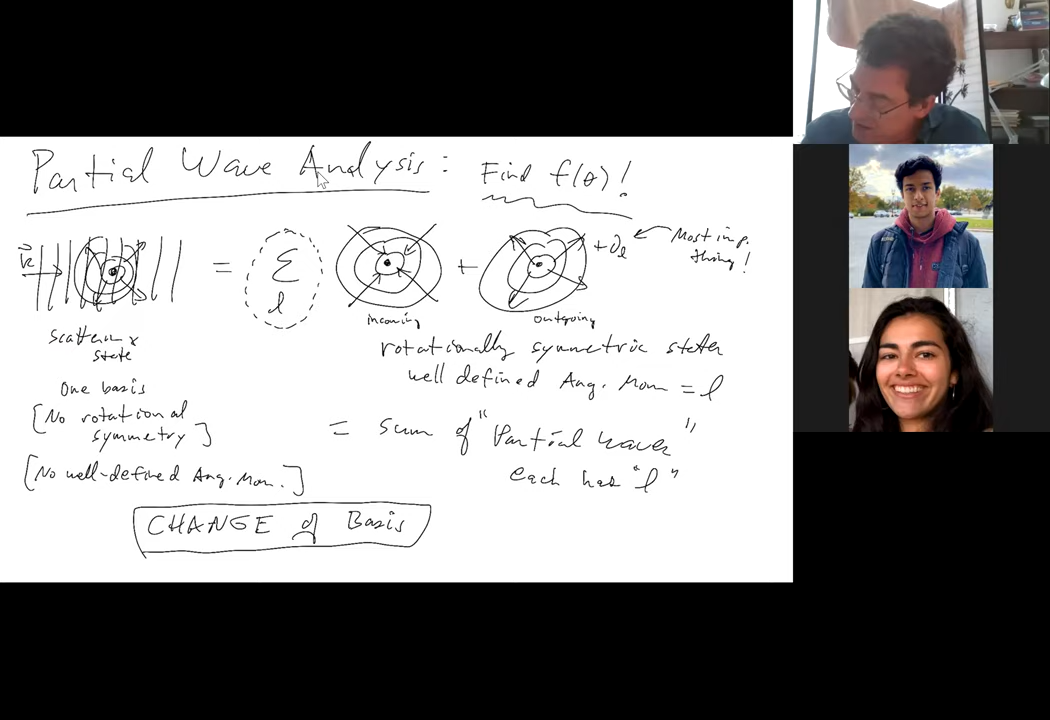 Partial Wave Analysis: Find f(θ)!
k⃗ = Σ + + δℓ ← Most imp. thing!
ℓ
incoming outgoing
scattering state
rotationally symmetric states
well defined Ang. Mom = ℓ
One basis
[No rotational symmetry]
= sum of "Partial waves"
each has "ℓ"
[No well-defined Ang. Mom.]
CHANGE of Basis